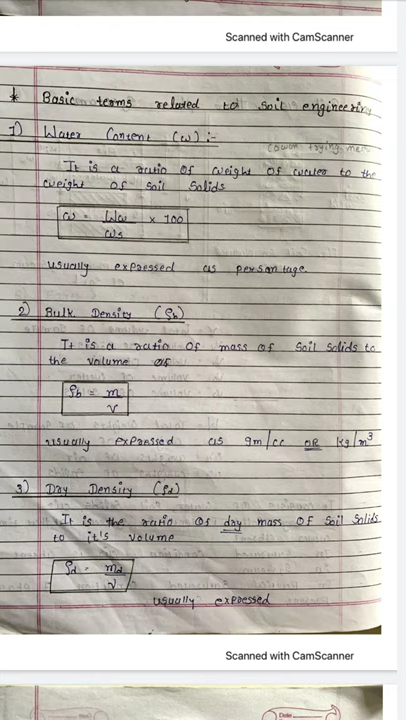 Scanned with CamScanner
* Basic terms related to soil engineering
1) Water Content (w) :-
It is a ratio of weight of water to the
weight of soil solids
w = Ww/Ws × 100
usually expressed as persontage.
2) Bulk Density (ρb)
It is a ratio of mass of soil solids to
the volume of
ρb = m/v
usually expressed as gm/cc OR kg/m³
3) Dry Density (ρd)
It is the ratio of dry mass of soil solids
to it's volume
ρd = md/v
usually expressed
Scanned with CamScanner
Date